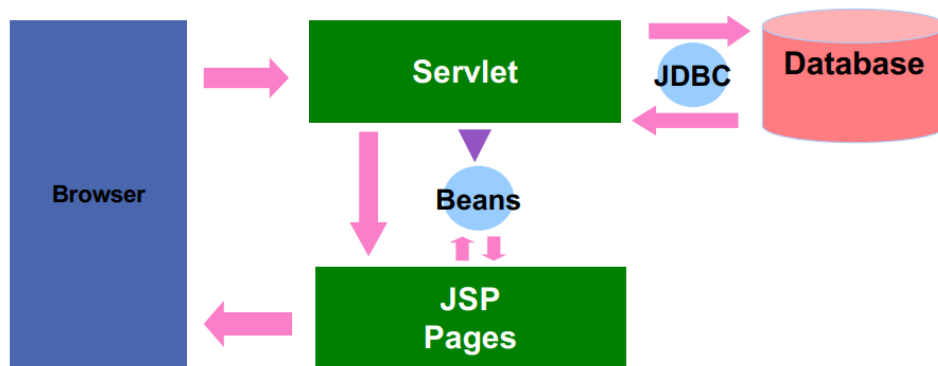 Servlet
JDBC
Database
Browser
Beans
JSP
Pages